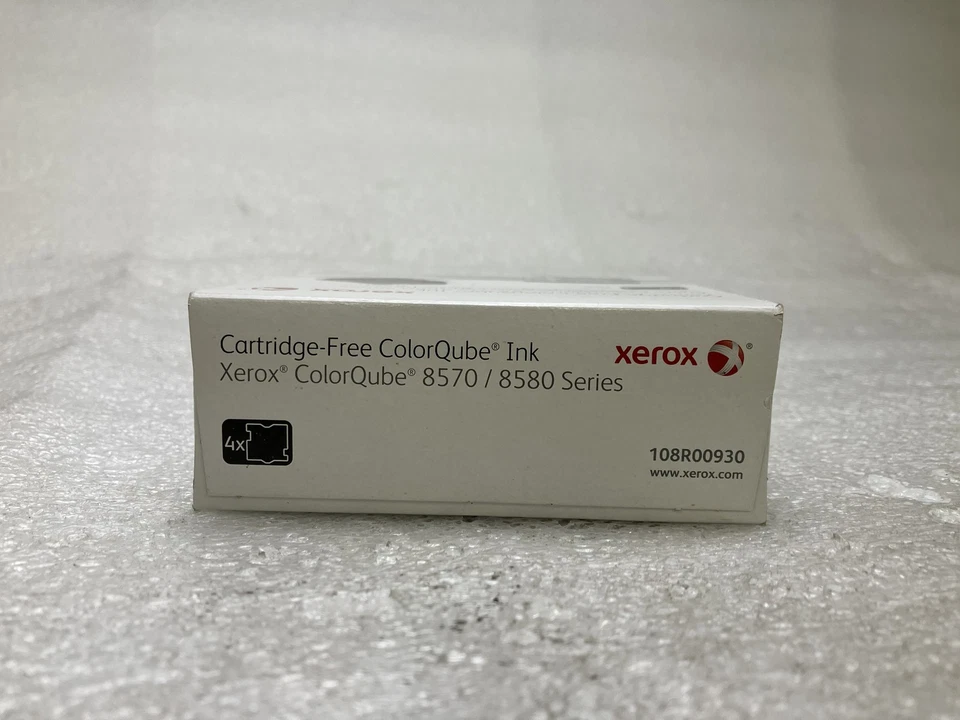 Cartridge-Free ColorQube® Ink
Xerox® ColorQube® 8570 / 8580 Series
xerox ®
4x
108R00930
www.xerox.com